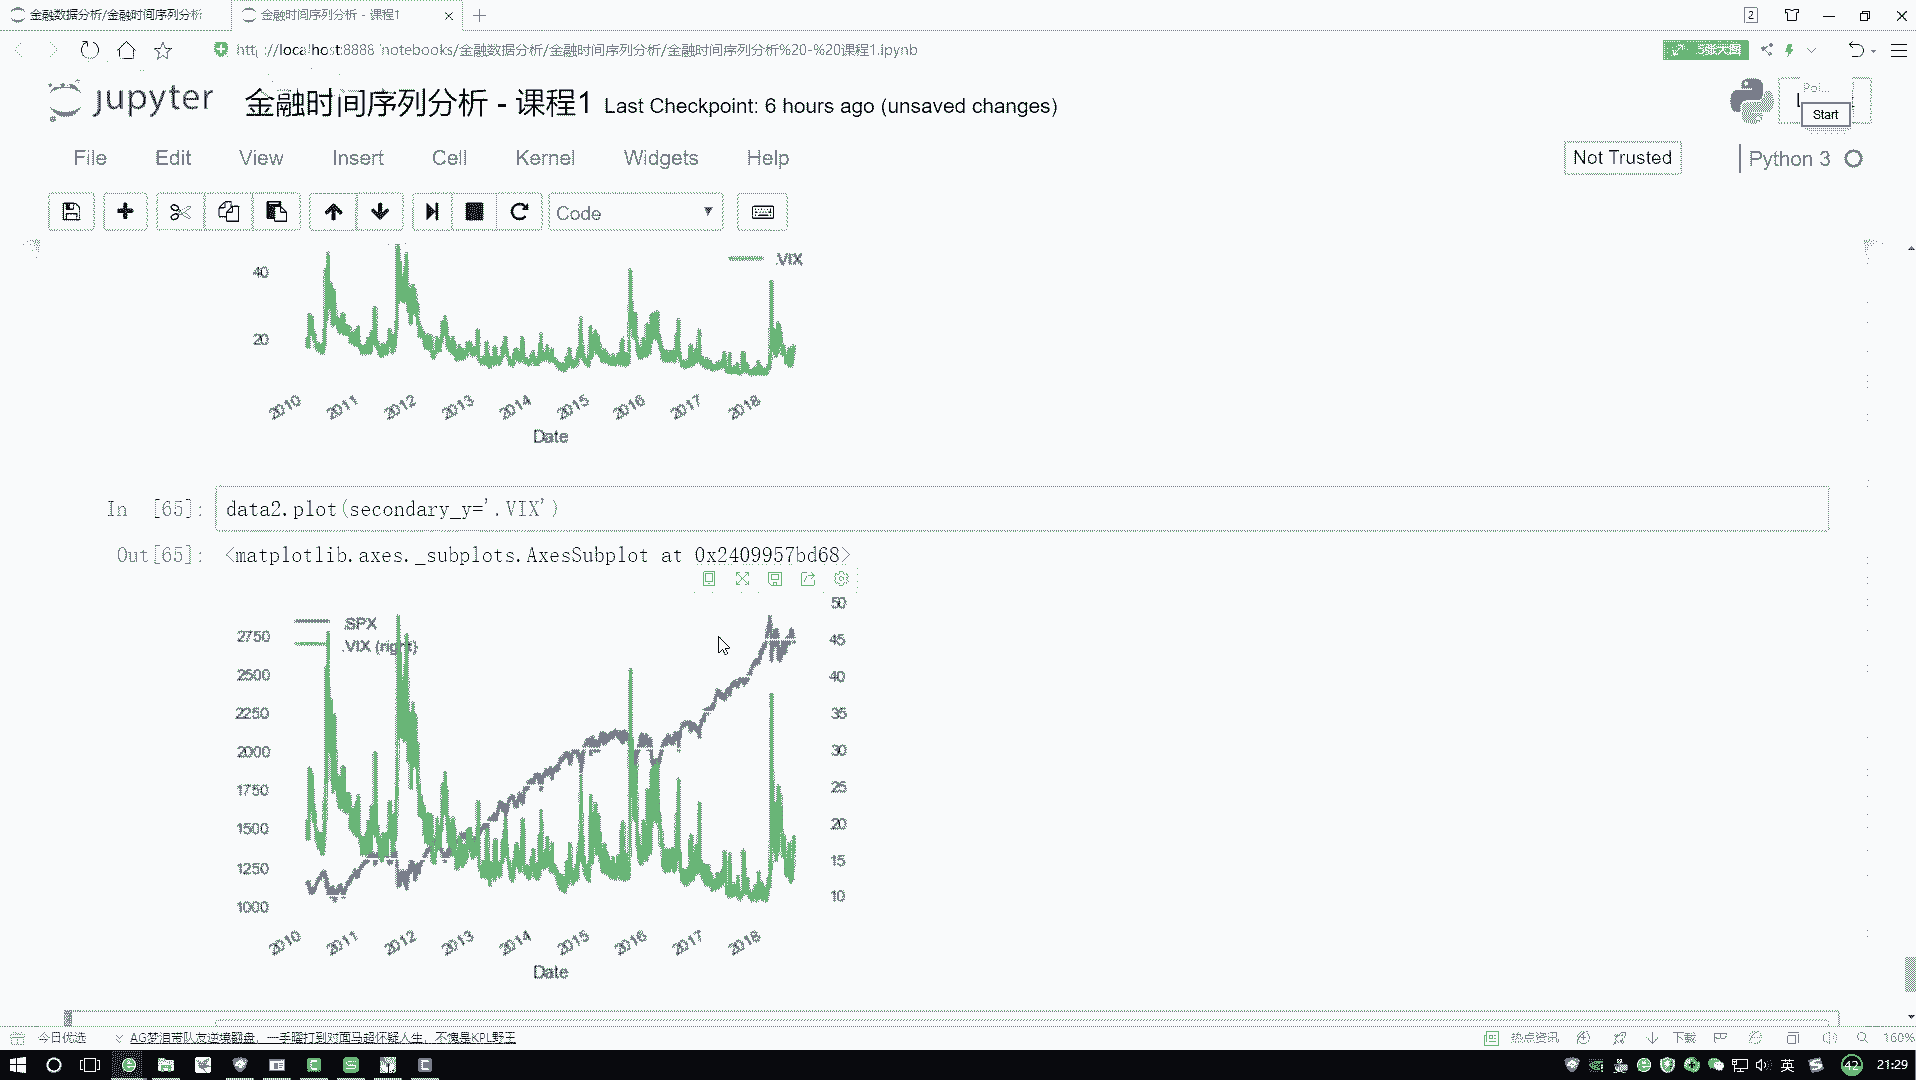 金融数据分析/金融时间序列分析
金融时间序列分析 - 课程1
2
localhost:8888/notebooks/金融数据分析/金融时间序列分析/金融时间序列分析%20-%20课程1.ipynb
jupyter
金融时间序列分析 - 课程1 Last Checkpoint: 6 hours ago (unsaved changes)
Start
File Edit View Insert Cell Kernel Widgets Help
Not Trusted
Python 3
Code
40
20
.VIX
2010 2011 2012 2013 2014 2015 2016 2017 2018
Date
In [65]: data2.plot(secondary_y='.VIX')
Out[65]: <matplotlib.axes._subplots.AxesSubplot at 0x2409957bd68>
.SPX
.VIX (right)
2750
2500
2250
2000
1750
1500
1250
1000
50
45
40
35
30
25
20
15
10
2010 2011 2012 2013 2014 2015 2016 2017 2018
Date
今日优选
AG梦泪带队友逆境翻盘，一手曜打到对面马超怀疑人生，不愧是KPL野王
热点资讯
下载
160%
英
42
21:29